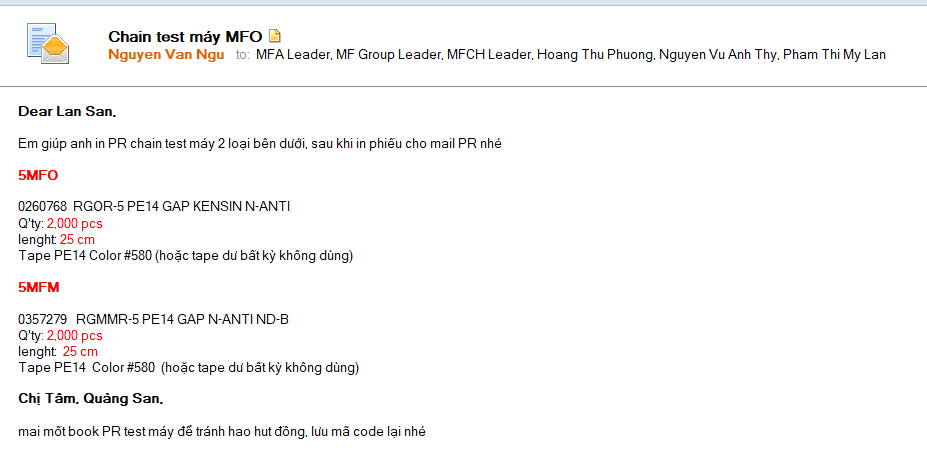 Chain test máy MFO
Nguyen Van Ngu to: MFA Leader, MF Group Leader, MFCH Leader, Hoang Thu Phuong, Nguyen Vu Anh Thy, Pham Thi My Lan
Dear Lan San,
Em giúp anh in PR chain test máy 2 loại bên dưới, sau khi in phiếu cho mail PR nhé
5MFO
0260768 RGOR-5 PE14 GAP KENSIN N-ANTI
Q'ty: 2,000 pcs
lenght: 25 cm
Tape PE14 Color #580 (hoặc tape dư bất kỳ không dùng)
5MFM
0357279 RGMMR-5 PE14 GAP N-ANTI ND-B
Q'ty: 2,000 pcs
lenght: 25 cm
Tape PE14 Color #580 (hoặc tape dư bất kỳ không dùng)
Chị Tâm, Quảng San,
mai mốt book PR test máy để tránh hao hut đồng, lưu mã code lại nhé